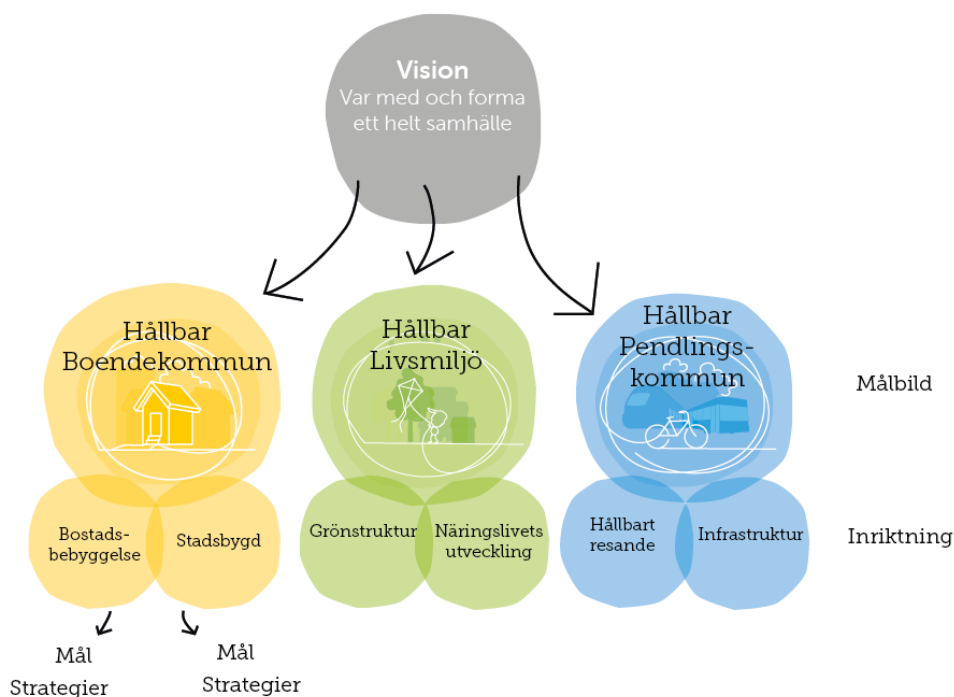 Vision
Var med och forma
ett helt samhälle
Hållbar
Boendekommun
Hållbar
Livsmiljö
Hållbar
Pendlings-
kommun
Målbild
Bostads-
bebyggelse
Stadsbygd
Grönstruktur
Näringslivets
utveckling
Hållbart
resande
Infrastruktur
Inriktning
Mål
Strategier
Mål
Strategier